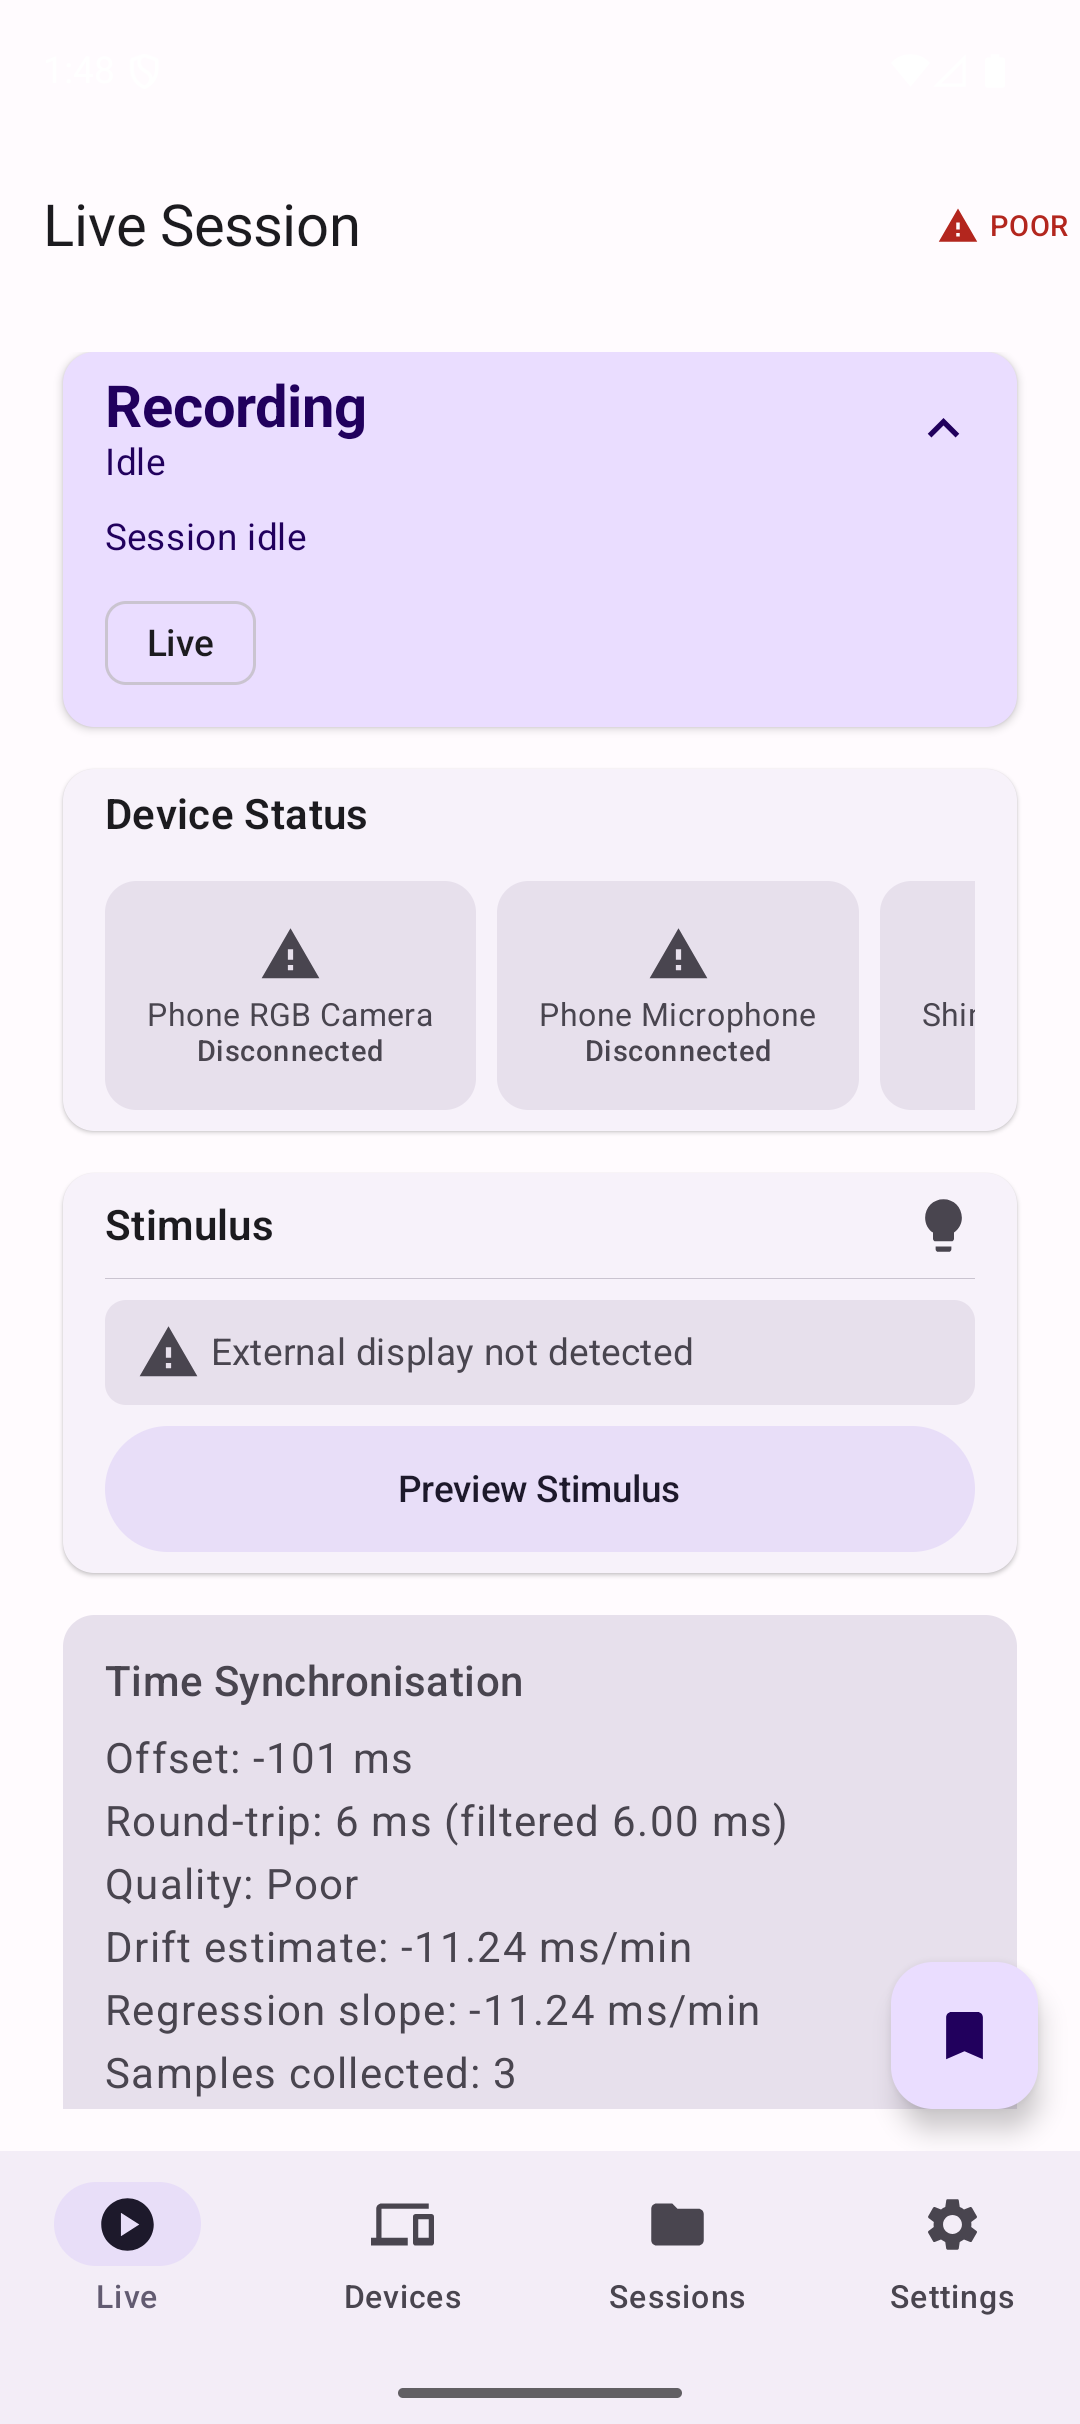 Live Session
POOR
Recording
Idle
Session idle
Live
Device Status
Phone RGB Camera
Disconnected
Phone Microphone
Disconnected
Stimulus
External display not detected
Preview Stimulus
Time Synchronisation
Offset: -101 ms
Round-trip: 6 ms (filtered 6.00 ms)
Quality: Poor
Drift estimate: -11.24 ms/min
Regression slope: -11.24 ms/min
Samples collected: 3
Live
Devices
Sessions
Settings